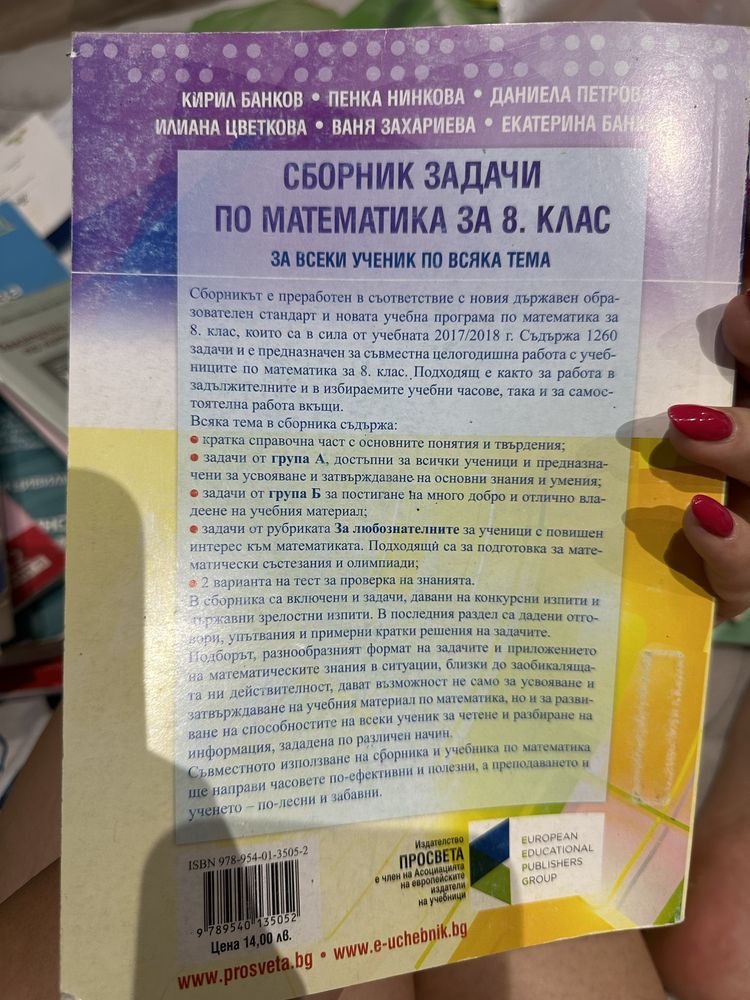 КИРИЛ БАНКОВ • ПЕНКА НИНКОВА • ДАНИЕЛА ПЕТРОВА
ИЛИАНА ЦВЕТКОВА • ВАНЯ ЗАХАРИЕВА • ЕКАТЕРИНА
СБОРНИК ЗАДАЧИ
ПО МАТЕМАТИКА ЗА 8. КЛАС
ЗА ВСЕКИ УЧЕНИК ПО ВСЯКА ТЕМА
Сборникът е преработен в съответствие с новия държавен обра-
зователен стандарт и новата учебна програма по математика за
8. клас, които са в сила от учебната 2017/2018 г. Съдържа 1260
задачи и е предназначен за съвместна целогодишна работа с учеб-
ниците по математика за 8. клас. Подходящ е както за работа в
задължителните и в избираемите учебни часове, така и за самос-
тоятелна работа вкъщи.
Всяка тема в сборника съдържа:
• кратка справочна част с основните понятия и твърдения;
• задачи от група А, достъпни за всички ученици и предназна-
чени за усвояване и затвърждаване на основни знания и умения;
• задачи от група Б за постигане на много добро и отлично вла-
деене на учебния материал;
• задачи от рубриката За любознателните за ученици с повишен
интерес към математиката. Подходящи са за подготовка за мате-
матически състезания и олимпиади;
• 2 варианта на тест за проверка на знанията.
В сборника са включени и задачи, давани на конкурсни изпити и
държавни зрелостни изпити. В последния раздел са дадени отго-
вори, упътвания и примерни кратки решения на задачите.
Подборът, разнообразният формат на задачите и приложението
на математическите знания в ситуации, близки до заобикаляща-
та ни действителност, дават възможност не само за усвояване и
затвърждаване на учебния материал по математика, но и за разви-
ване на способностите на всеки ученик за четене и разбиране на
информация, зададена по различен начин.
Съвместното използване на сборника и учебника по математика
ще направи часовете по-ефективни и полезни, а преподаването и
ученето – по-лесни и забавни.
ISBN 978-954-01-3505-2
9 789540 135052
Цена 14,00 лв.
Издателство
ПРОСВЕТА
е член на Асоциацията
на европейските
издатели
на учебници
EUROPEAN
EDUCATIONAL
PUBLISHERS
GROUP
www.prosveta.bg • www.e-uchebnik.bg